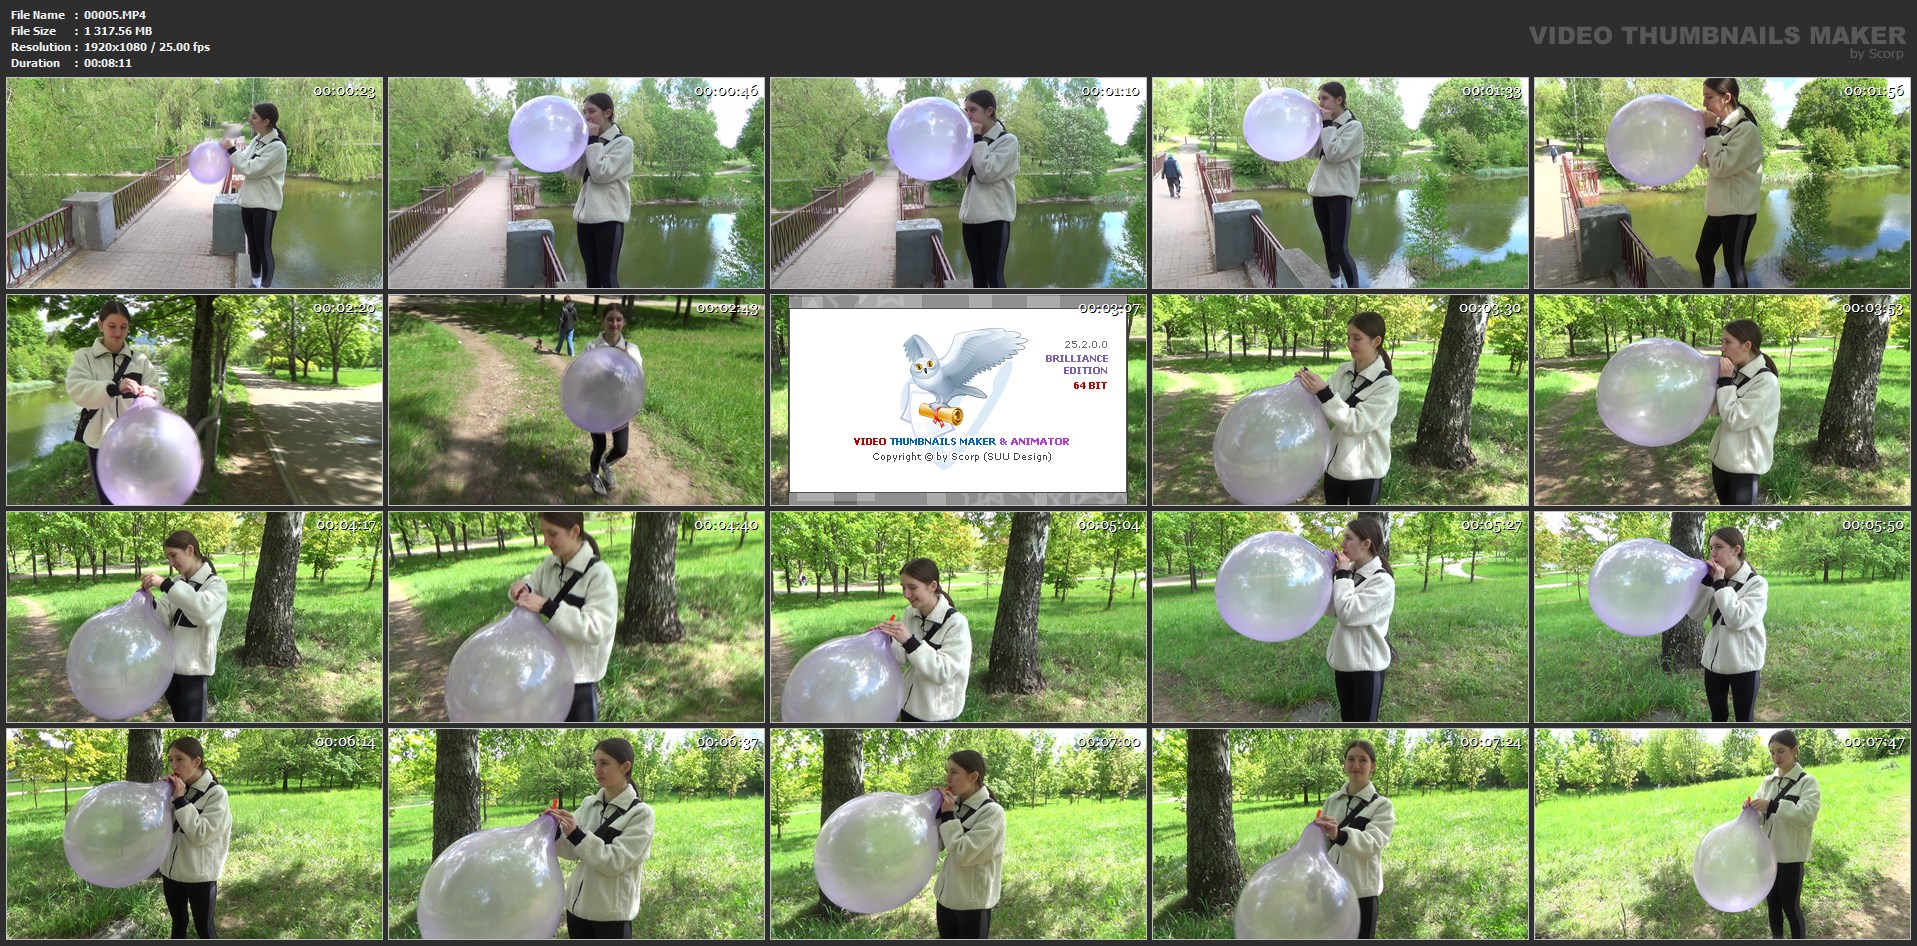 File Name : 00005.MP4
File Size : 1 317.56 MB
Resolution : 1920x1080 / 25.00 fps
Duration : 00:08:11
VIDEO THUMBNAILS MAKER
by Scorp
00:00:23
00:00:46
00:01:10
00:01:33
00:01:56
00:02:20
00:02:43
00:03:07
25.2.0.0
BRILLIANCE
EDITION
64 BIT
VIDEO THUMBNAILS MAKER & ANIMATOR
Copyright © by Scorp (SUU Design)
00:03:30
00:03:53
00:04:17
00:04:40
00:05:04
00:05:27
00:05:50
00:06:14
00:06:37
00:07:00
00:07:24
00:07:47